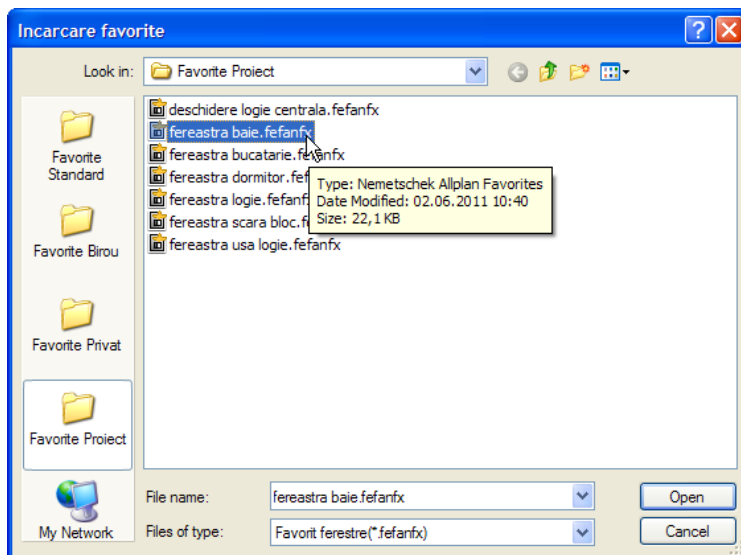 Incarcare favorite
Look in:
Favorite Proiect
Favorite
Standard
Favorite Birou
Favorite Privat
Favorite Proiect
My Network
deschidere logie centrala.fefanfx
fereastra baie.fefanfx
fereastra bucatarie.fefanfx
fereastra dormitor.fef
fereastra logie.fanf
fereastra scara bloc.f
fereastra usa logie.fefanfx
Type: Nemetschek Allplan Favorites
Date Modified: 02.06.2011 10:40
Size: 22,1 KB
File name:
fereastra baie.fefanfx
Open
Files of type:
Favorit ferestre(*.fefanfx)
Cancel